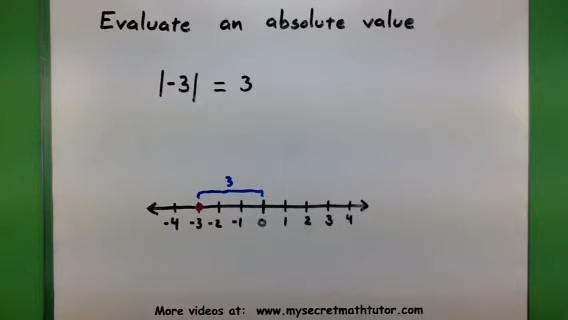 Evaluate an absolute value
|-3| = 3
3
-4 -3 -2 -1 0 1 2 3 4
More videos at: www.mysecretmathtutor.com